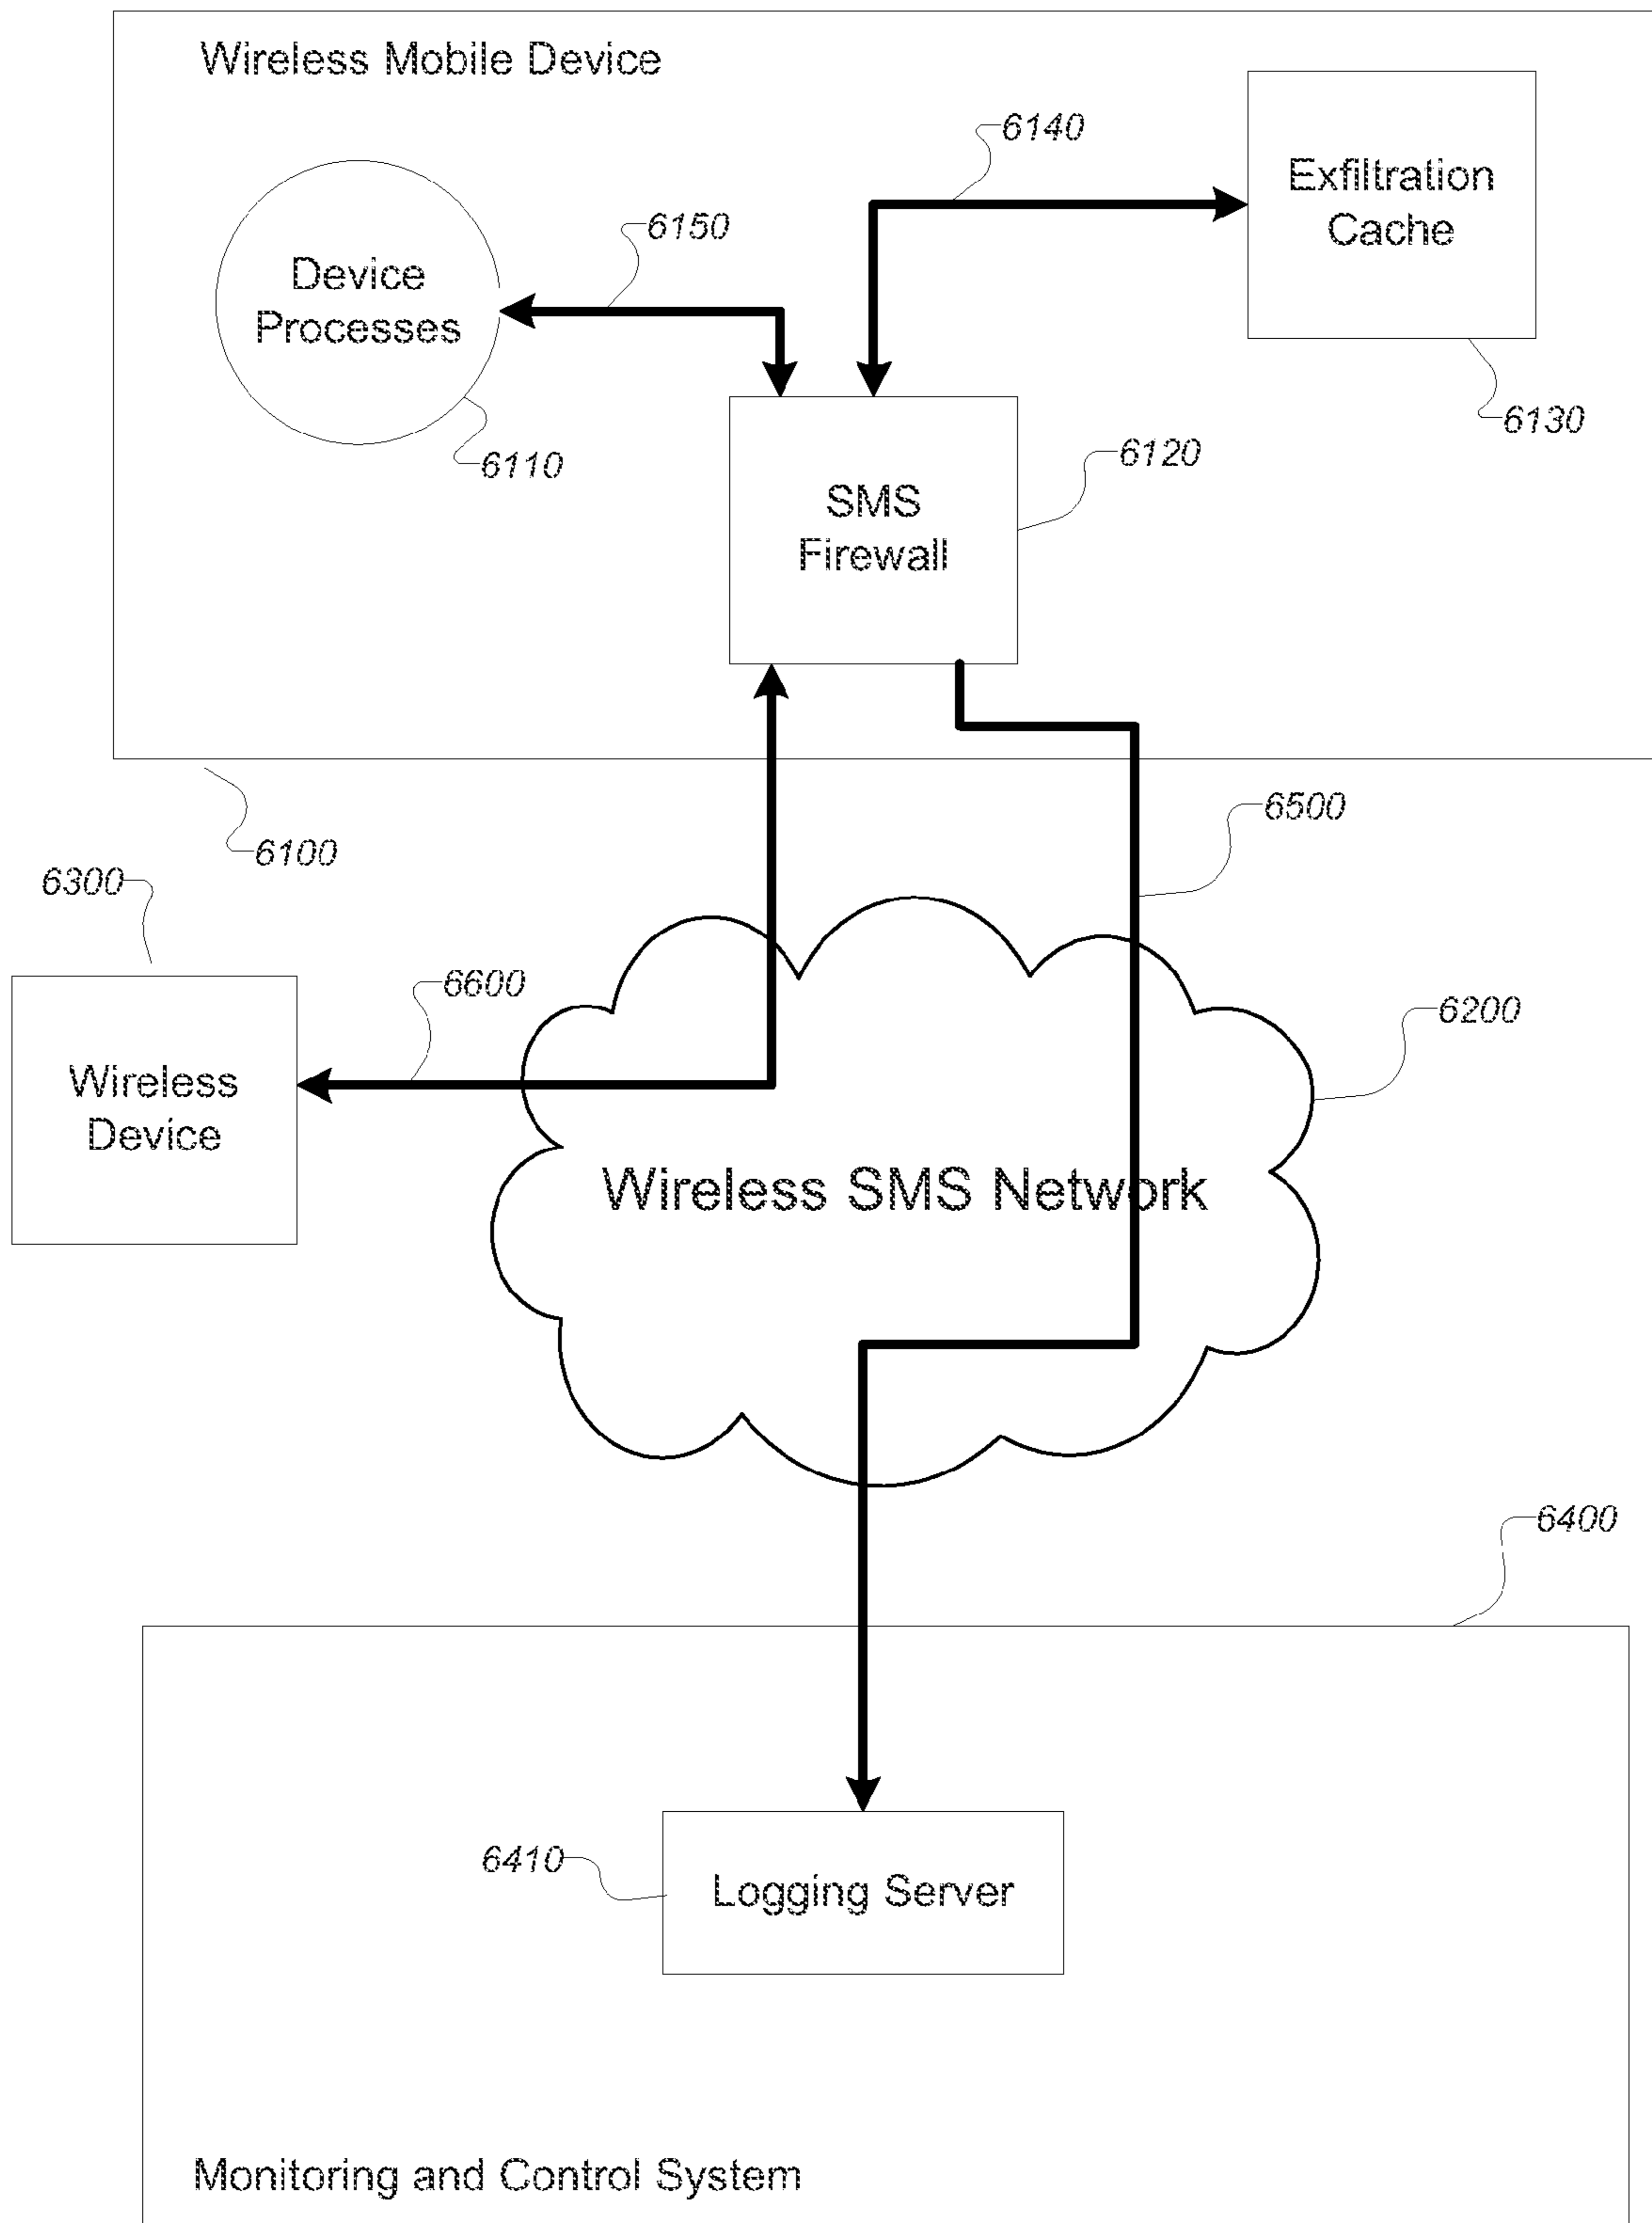 Wireless Mobile Device
6140
Exfiltration
Cache
6150
Device
Processes
6130
6120
6110
SMS
Firewall
6500
6100
6300
6600
6200
Wireless
Device
Wireless SMS Network
6400
6410
Logging Server
Monitoring and Control System